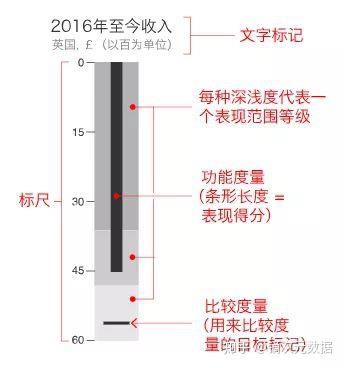 2016年至今收入
英国, £ (以百为单位)
文字标记
0
每种深浅度代表一
个表现范围等级
15
功能度量
(条形长度 =
表现得分)
标尺
30
45
比较度量
(用来比较度
量的目标标记)
60